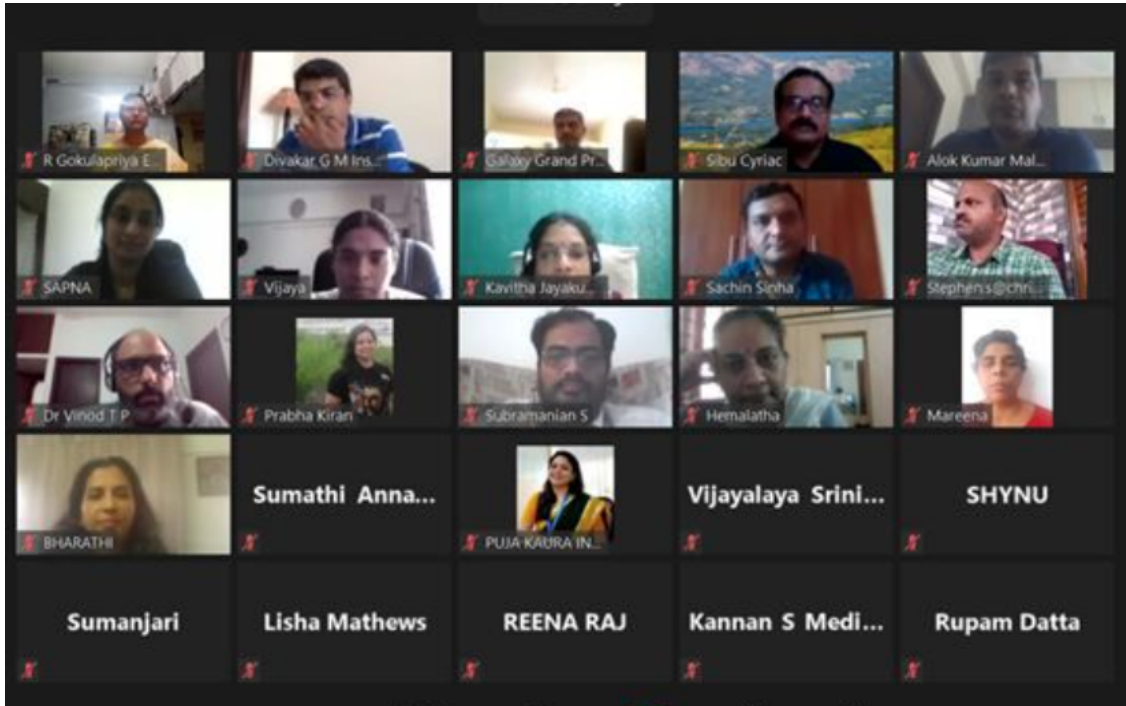 R Gokulapriya E...
Divakar G M Ins...
Galaxy Grand Pr...
Sibu Cyriac
Alok Kumar Mal...
SAPNA
Vijaya
Kavitha Jayaku...
Sachin Sinha
Stephen.s@chri...
Dr Vinod T P
Prabha Kiran
Subramanian S
Hemalatha
Mareena
BHARATHI
Sumathi Anna...
PUJA KAURA IN...
Vijayalaya Srini...
SHYNU
Sumanjari
Lisha Mathews
REENA RAJ
Kannan S Medi...
Rupam Datta